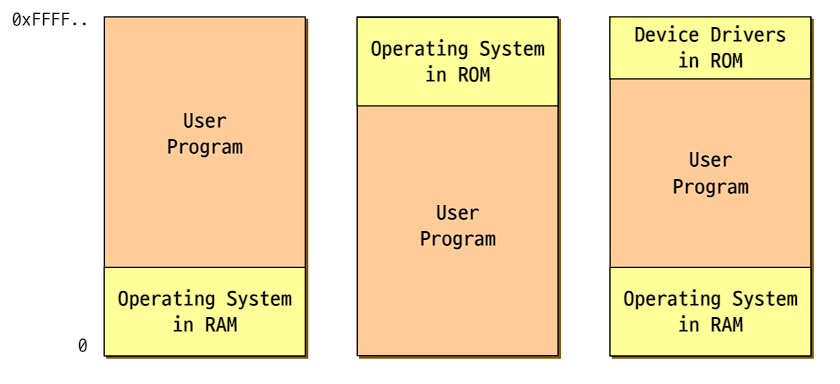 0xFFFF..
User
Program
Operating System
in RAM
0
Operating System
in ROM
User
Program
Device Drivers
in ROM
User
Program
Operating System
in RAM